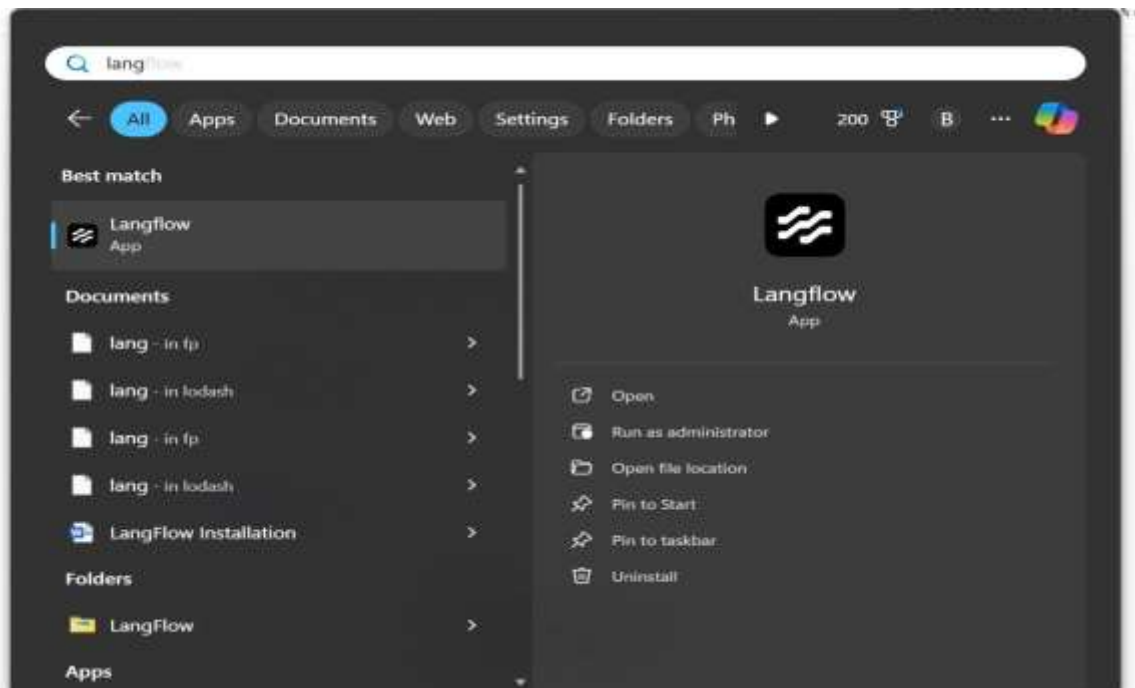 langflow
All Apps Documents Web Settings Folders Ph 200 B ...
Best match
Langflow
App
Documents
lang - in fp
lang - in lodash
lang - in fp
lang - in lodash
LangFlow Installation
Folders
LangFlow
Apps
Langflow
App
Open
Run as administrator
Open file location
Pin to Start
Pin to taskbar
Uninstall